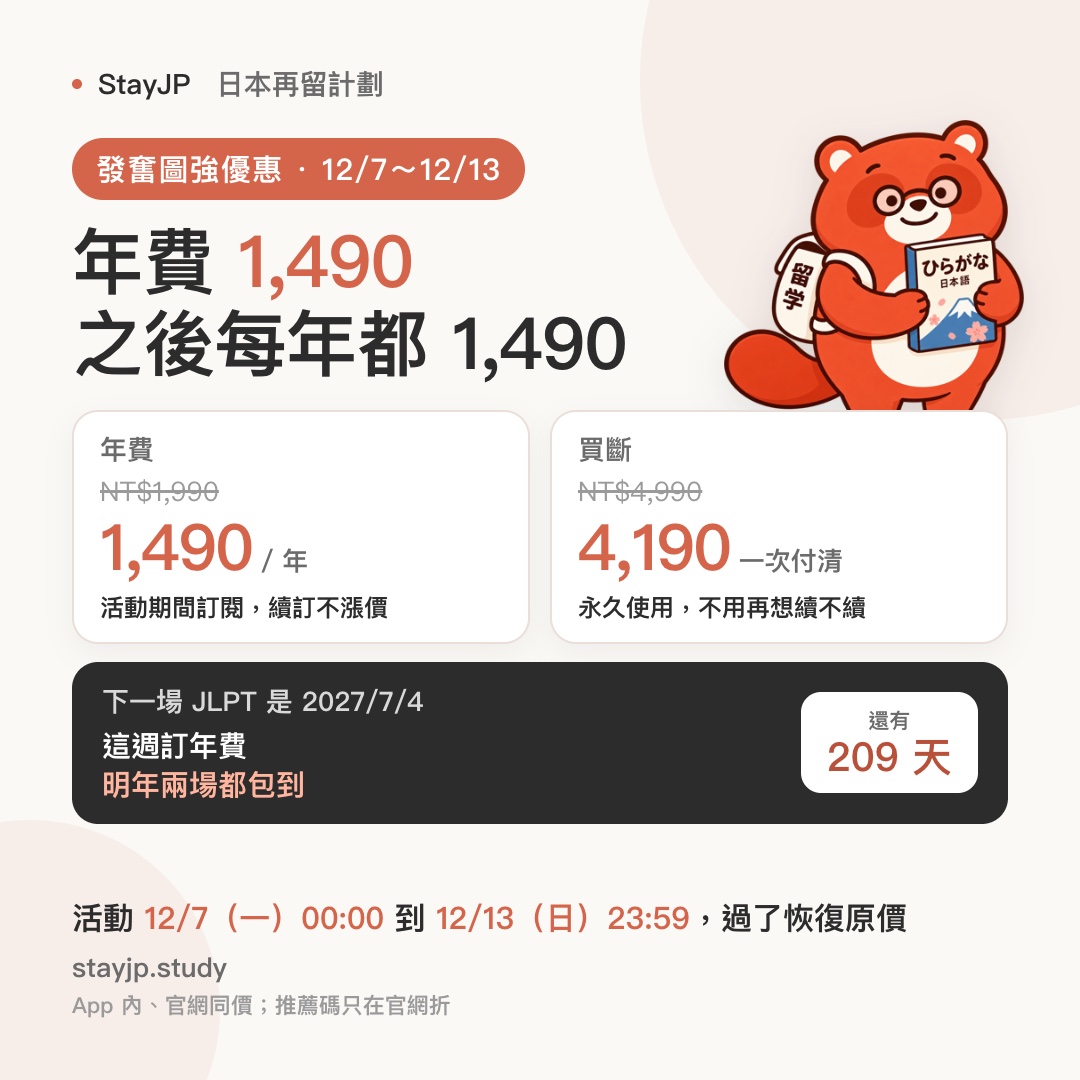 StayJP 日本再留計劃
發奮圖強優惠 · 12/7～12/13
年費 1,490
之後每年都 1,490
留学
ひらがな
日本語
年費
NT$1,990
1,490 / 年
活動期間訂閱，續訂不漲價
買斷
NT$4,990
4,190 一次付清
永久使用，不用再想續不續
下一場 JLPT 是 2027/7/4
這週訂年費
明年兩場都包到
還有
209 天
活動 12/7（一）00:00 到 12/13（日）23:59，過了恢復原價
stayjp.study
App 內、官網同價；推薦碼只在官網折